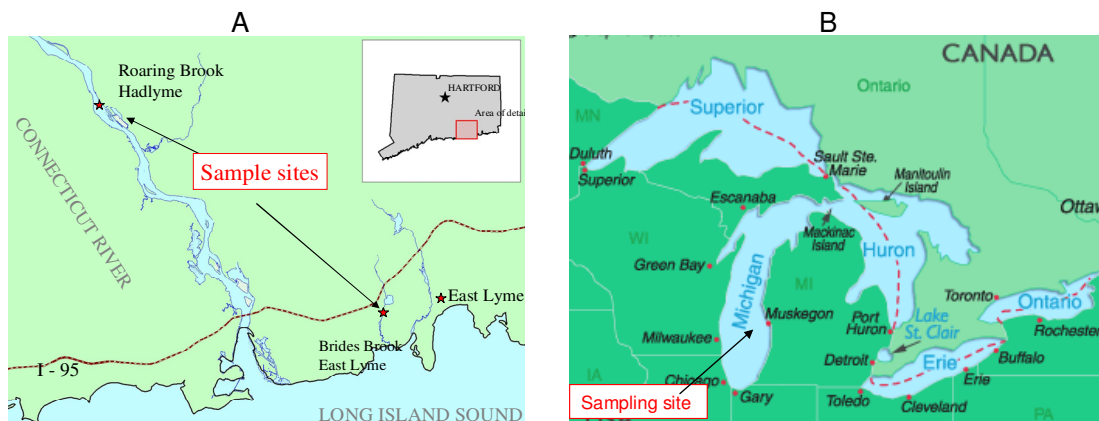 A
Roaring Brook
Hadlyme
HARTFORD
Area of detai
CONNECTICUT RIVER
Sample sites
East Lyme
Brides Brook
East Lyme
I - 95
LONG ISLAND SOUND
B
CANADA
Ontario
Superior
MN
Duluth
Superior
Sault Ste.
Marie
Manitoulin
Island
Escanaba
Ottaw
Mackinac
Island
WI
Huron
Green Bay
Michigan
MI
Toronto
Ontario
Muskegon
Port
Huron
Lake
St. Clair
Rochester
Milwaukee
Detroit
Buffalo
Erie
IA
Chicago
Erie
Sampling site
Gary
Toledo
Cleveland
PA